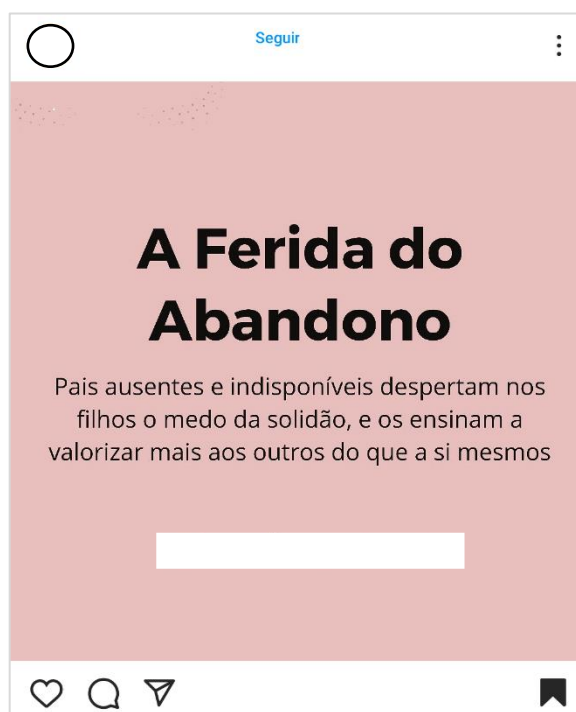 Seguir
A Ferida do
Abandono
Pais ausentes e indisponíveis despertam nos
filhos o medo da solidão, e os ensinam a
valorizar mais aos outros do que a si mesmos